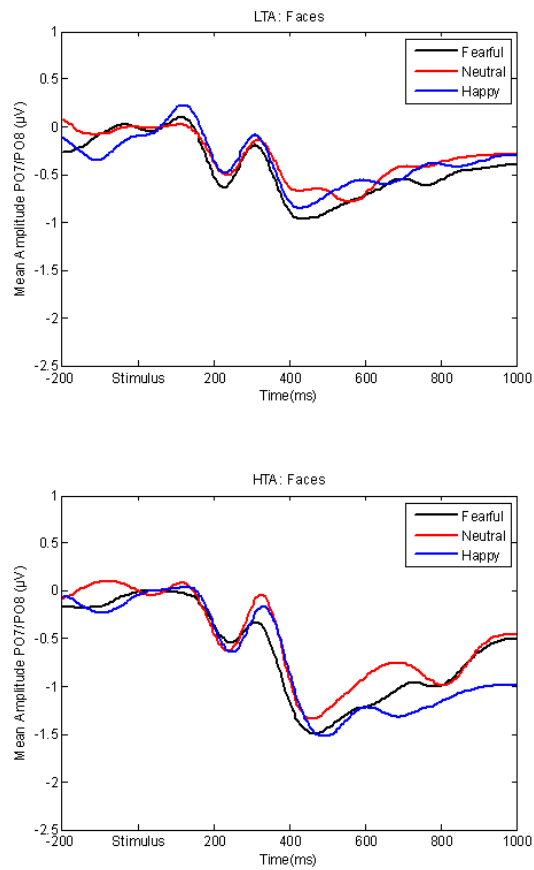 LTA: Faces
Fearful
Neutral
Happy
1
0.5
0
-0.5
-1
-1.5
-2
-2.5
Mean Amplitude PO7/PO8 (µV)
-200 Stimulus 200 400 600 800 1000
Time(ms)
HTA: Faces
Fearful
Neutral
Happy
1
0.5
0
-0.5
-1
-1.5
-2
-2.5
Mean Amplitude PO7/PO8 (µV)
-200 Stimulus 200 400 600 800 1000
Time(ms)